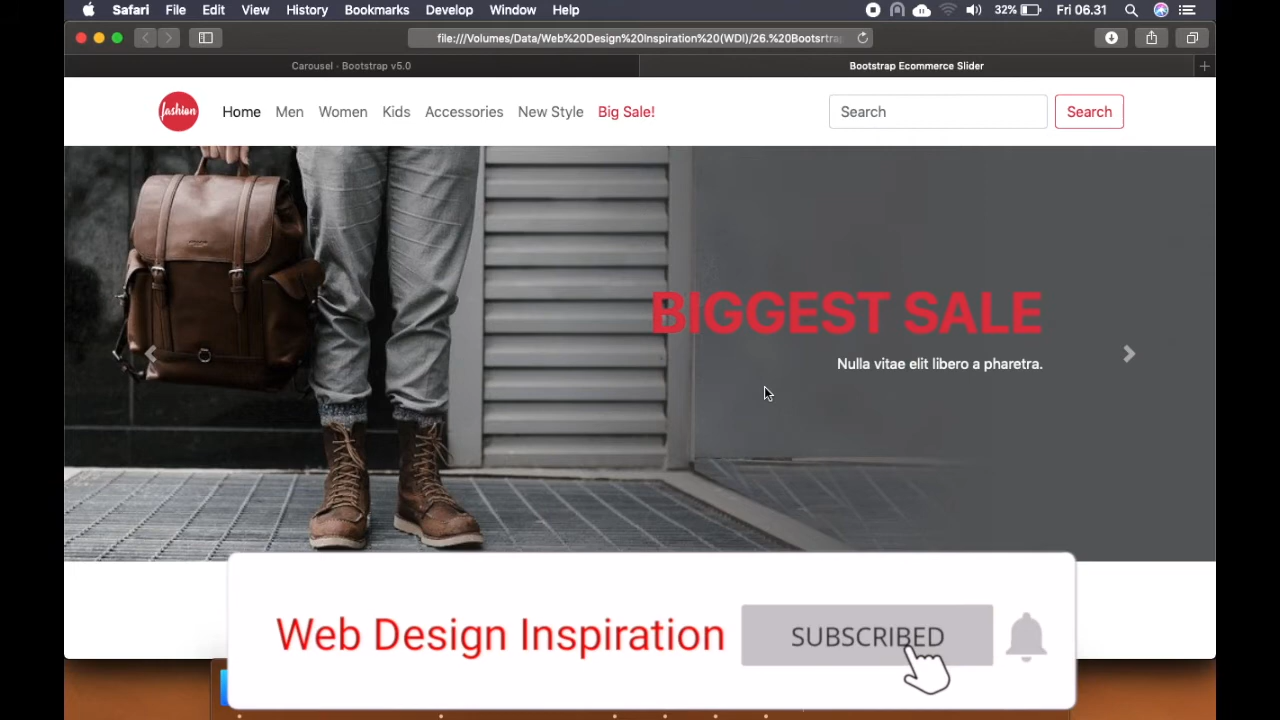 Safari File Edit View History Bookmarks Develop Window Help 32% Fri 06.31
file:///Volumes/Data/Web%20Design%20Inspiration%20(WDI)/26.%20Bootsrtrap
Carousel · Bootstrap v5.0 Bootstrap Ecommerce Slider
fashion Home Men Women Kids Accessories New Style Big Sale! Search Search
BIGGEST SALE
Nulla vitae elit libero a pharetra.
Web Design Inspiration SUBSCRIBED